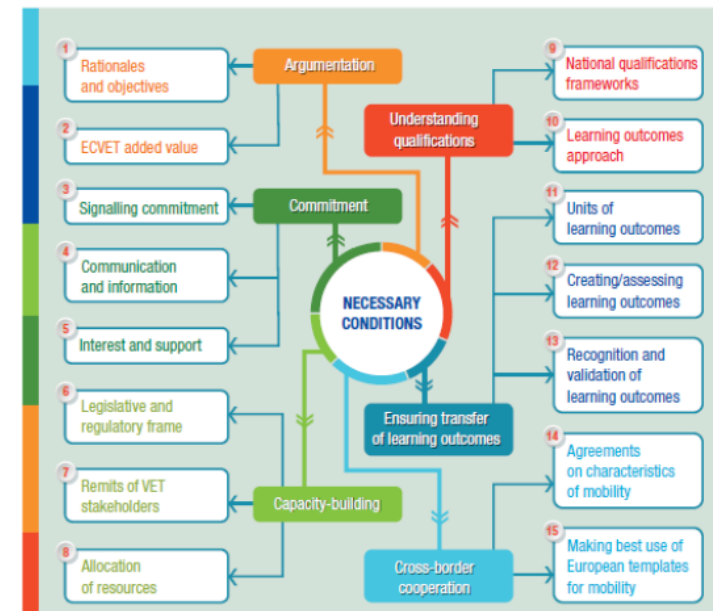 1
Rationales
and objectives
Argumentation
2
ECVET added value
3
Signalling commitment
Commitment
4
Communication
and information
5
Interest and support
6
Legislative and
regulatory frame
7
Remits of VET
stakeholders
Capacity-building
8
Allocation
of resources
NECESSARY
CONDITIONS
Understanding
qualifications
9
National qualifications
frameworks
10
Learning outcomes
approach
11
Units of
learning outcomes
12
Creating/assessing
learning outcomes
13
Recognition and
validation of
learning outcomes
Ensuring transfer
of learning outcomes
14
Agreements
on characteristics
of mobility
Cross-border
cooperation
15
Making best use of
European templates
for mobility